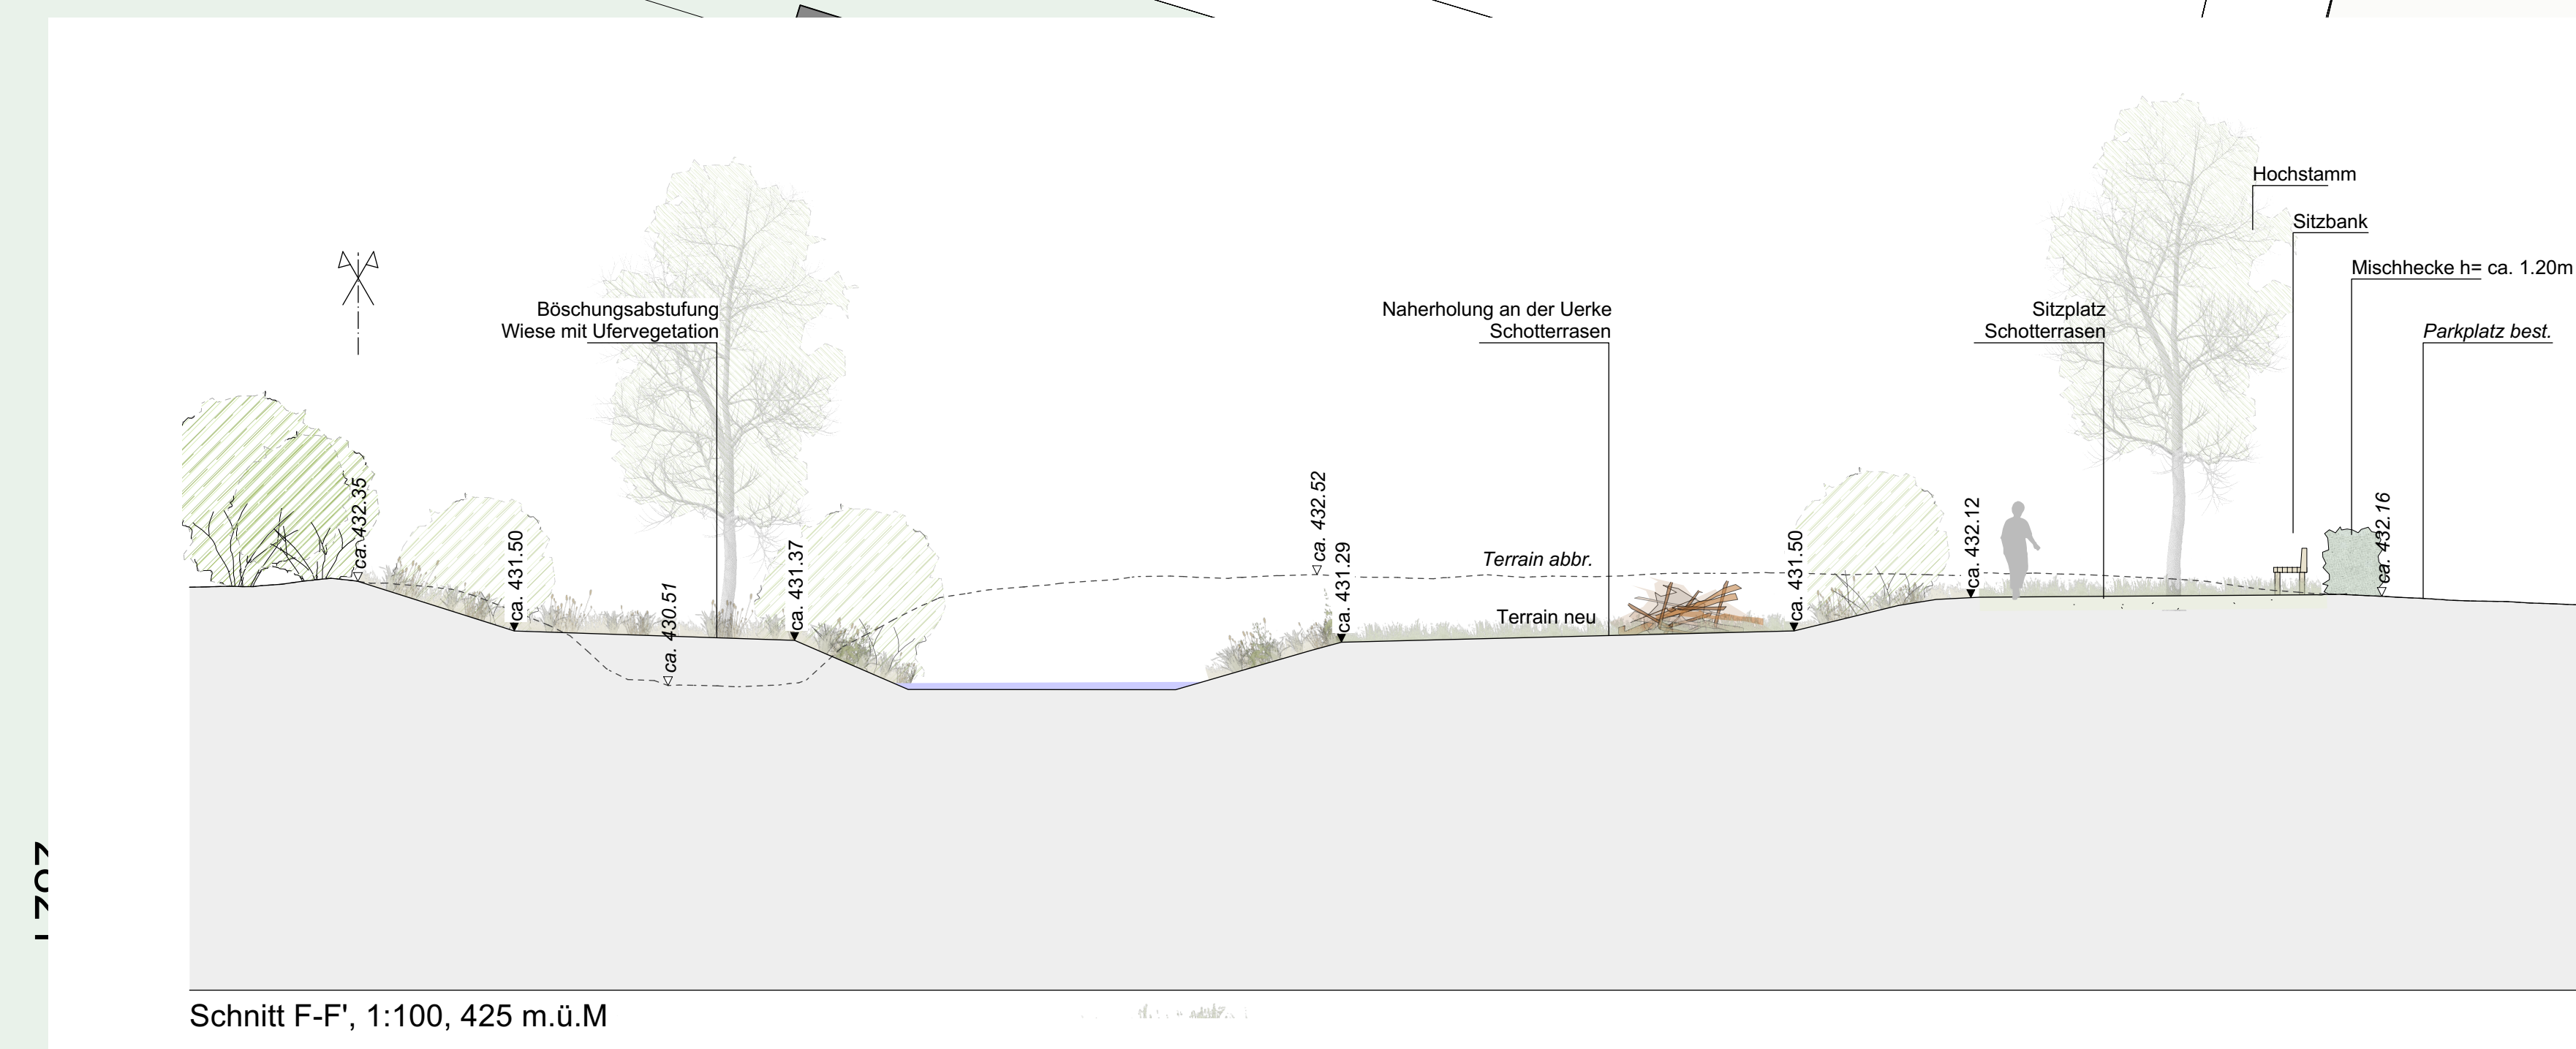 Hochstamm
Sitzbank
Mischhecke h= ca. 1.20m
Böschungsabstufung
Wiese mit Ufervegetation
Naherholung an der Uerke
Schotterrasen
Sitzplatz
Schotterrasen
Parkplatz best.
ca. 432.35
ca. 431.50
ca. 430.51
ca. 431.37
ca. 432.52
ca. 431.29
Terrain abbr.
Terrain neu
ca. 431.50
ca. 432.12
ca. 432.16
Schnitt F-F', 1:100, 425 m.ü.M